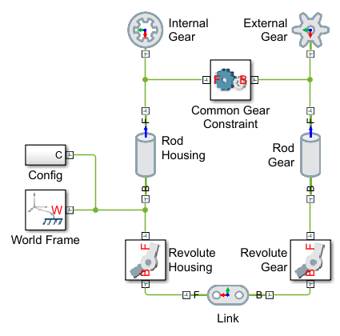 Internal
Gear
External
Gear
F
B
Common Gear
Constraint
F
F
Rod
Housing
Rod
Gear
C
Config
B
B
W
World Frame
F
B
Revolute
Housing
Revolute
Gear
F
B
F
B
Link